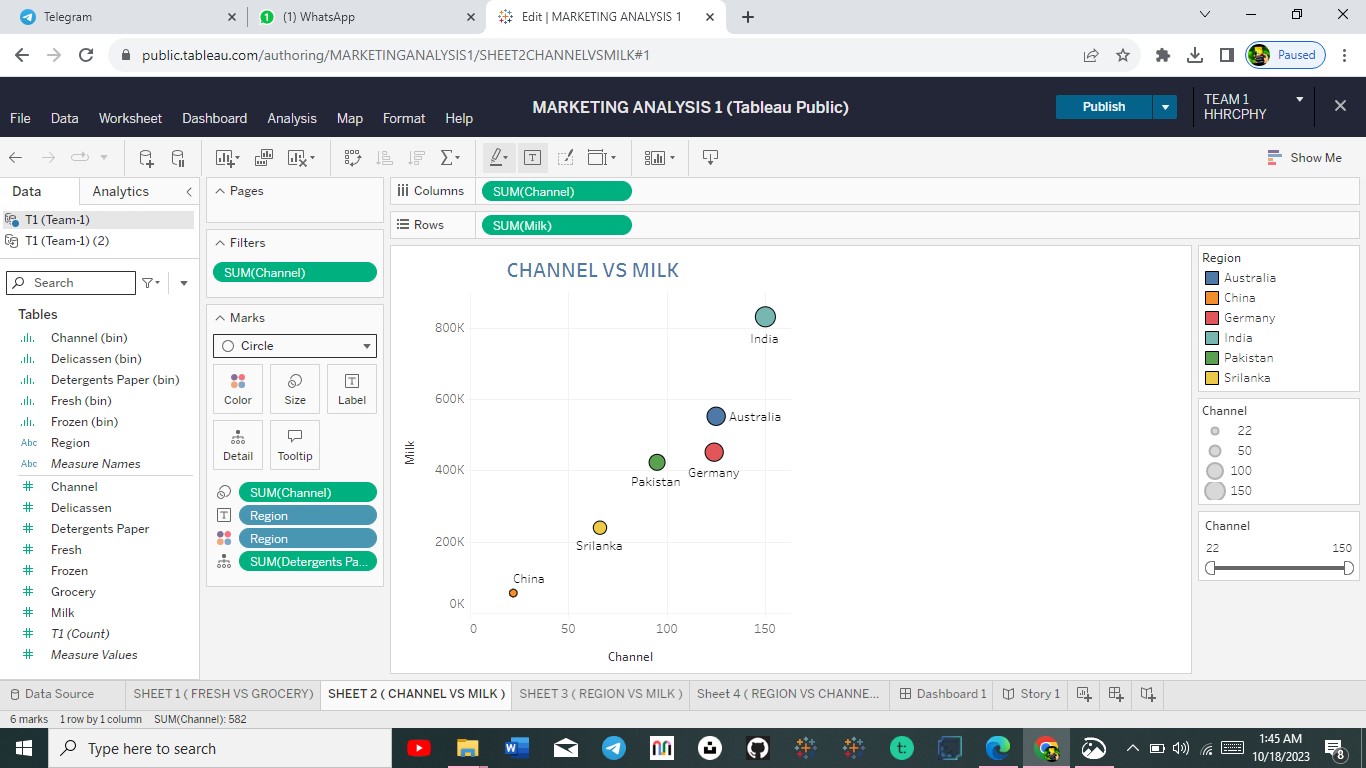 Telegram
(1) WhatsApp
Edit | MARKETING ANALYSIS 1
public.tableau.com/authoring/MARKETINGANALYSIS1/SHEET2CHANNELVSMILK#1
Paused
MARKETING ANALYSIS 1 (Tableau Public)
Publish
TEAM 1
HHRCPHY
File Data Worksheet Dashboard Analysis Map Format Help
Show Me
Data Analytics
Pages
Columns SUM(Channel)
T1 (Team-1)
T1 (Team-1) (2)
Rows SUM(Milk)
Filters
SUM(Channel)
Search
Tables
Channel (bin)
Delicassen (bin)
Detergents Paper (bin)
Fresh (bin)
Frozen (bin)
Region
Measure Names
Channel
Delicassen
Detergents Paper
Fresh
Frozen
Grocery
Milk
T1 (Count)
Measure Values
Marks
Circle
Color Size Label
Detail Tooltip
SUM(Channel)
Region
Region
SUM(Detergents Pa...
CHANNEL VS MILK
800K
600K
400K
200K
0K
Milk
India
Australia
Germany
Pakistan
Srilanka
China
0 50 100 150
Channel
Region
Australia
China
Germany
India
Pakistan
Srilanka
Channel
22
50
100
150
Channel
22 150
Data Source SHEET 1 ( FRESH VS GROCERY) SHEET 2 ( CHANNEL VS MILK ) SHEET 3 ( REGION VS MILK ) Sheet 4 ( REGION VS CHANNE... Dashboard 1 Story 1
6 marks 1 row by 1 column SUM(Channel): 582
Type here to search
1:45 AM
10/18/2023
8